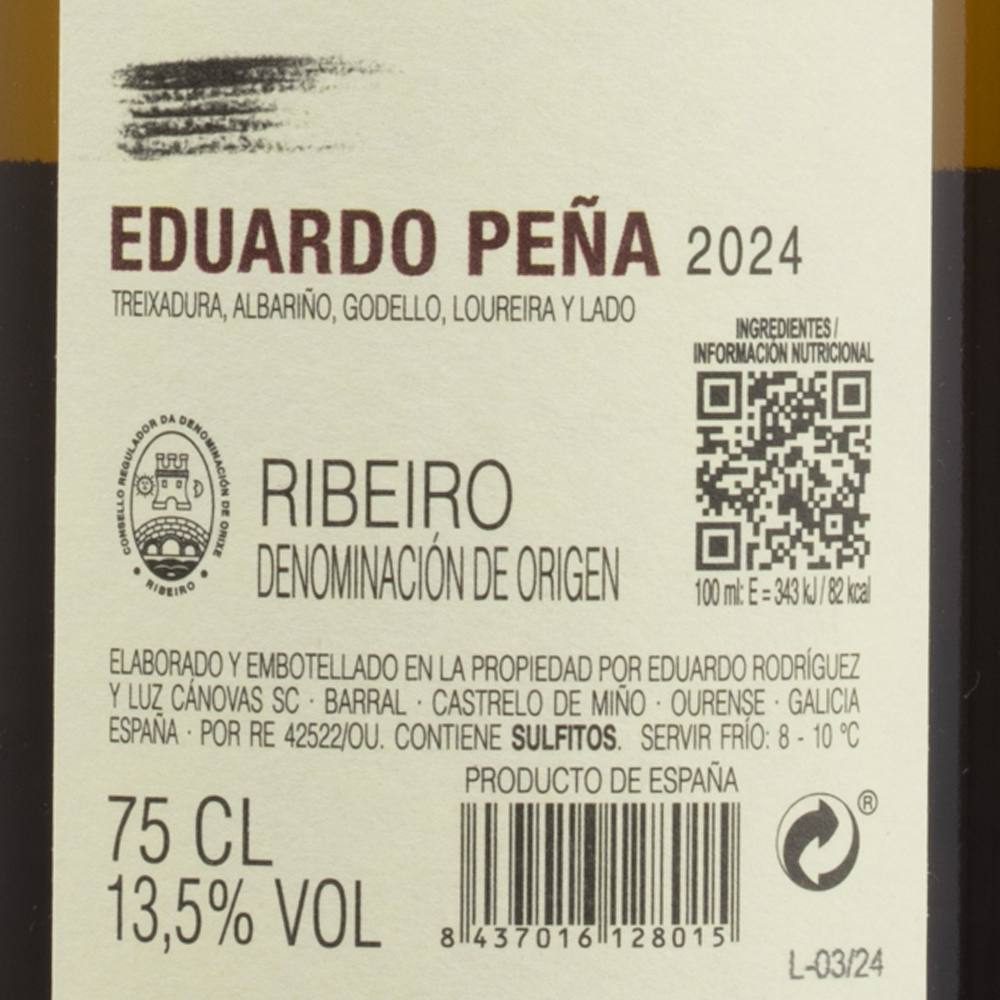 EDUARDO PEÑA 2024
TREIXADURA, ALBARIÑO, GODELLO, LOUREIRA Y LADO
INGREDIENTES /
INFORMACIÓN NUTRICIONAL
CONSELLO REGULADOR DA DENOMINACIÓN DE ORIXE
• RIBEIRO •
RIBEIRO
DENOMINACIÓN DE ORIGEN
100 ml: E = 343 kJ / 82 kcal
ELABORADO Y EMBOTELLADO EN LA PROPIEDAD POR EDUARDO RODRÍGUEZ
Y LUZ CÁNOVAS SC · BARRAL · CASTRELO DE MIÑO · OURENSE · GALICIA
ESPAÑA · POR RE 42522/OU. CONTIENE SULFITOS. SERVIR FRÍO: 8 - 10 ºC
PRODUCTO DE ESPAÑA
75 CL
13,5% VOL
8 437016 128015
®
L-03/24